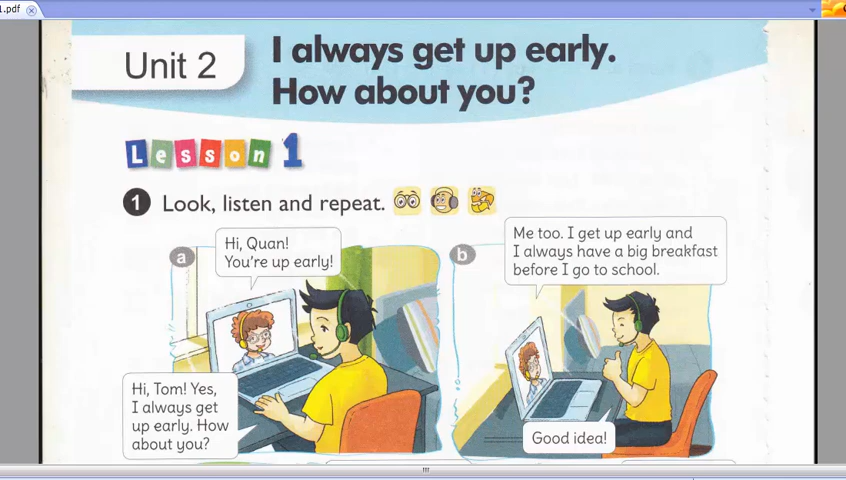 1.pdf
Unit 2
I always get up early.
How about you?
Lesson 1
1 Look, listen and repeat.
a
Hi, Quan!
You're up early!
Hi, Tom! Yes,
I always get
up early. How
about you?
b
Me too. I get up early and
I always have a big breakfast
before I go to school.
Good idea!